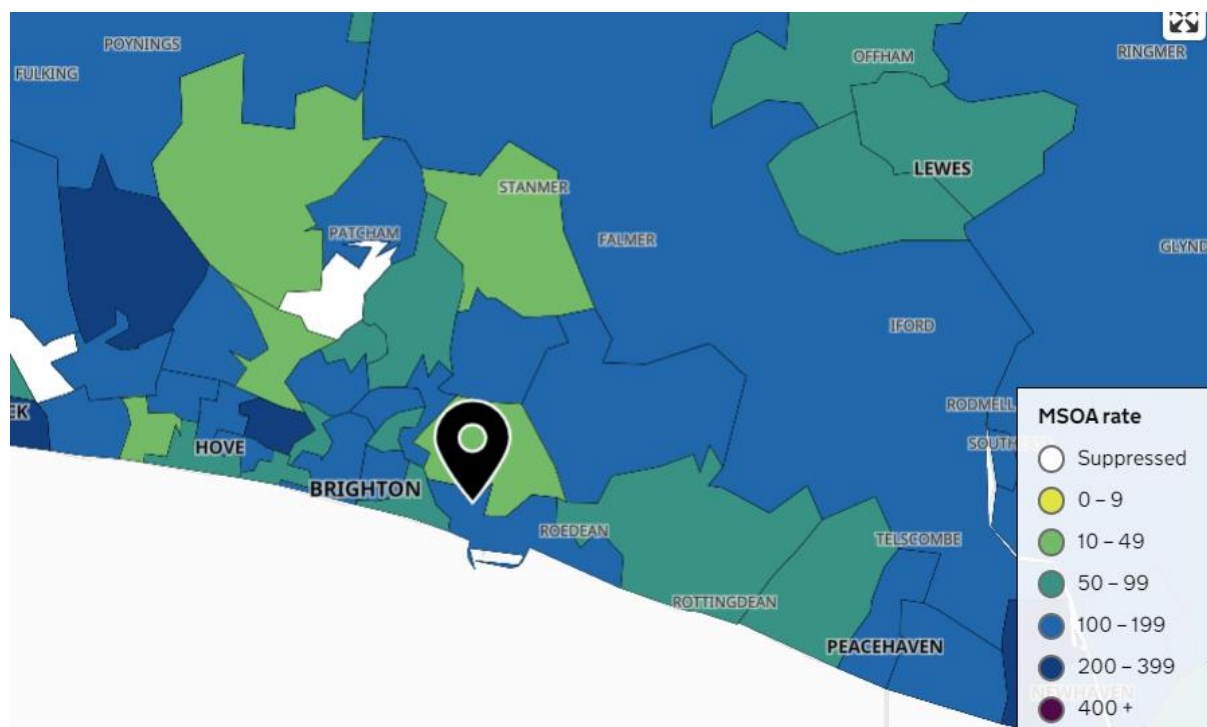 POYNINGS
FULKING
OFFHAM
RINGMER
LEWES
STANMER
PATCHAM
FALMER
IFORD
RODMELL
HOVE
BRIGHTON
ROEDEAN
TELSCOMBE
ROTTINGDEAN
PEACEHAVEN
MSOA rate
Suppressed
0 – 9
10 – 49
50 – 99
100 – 199
200 – 399
400 +
NEWHAVEN